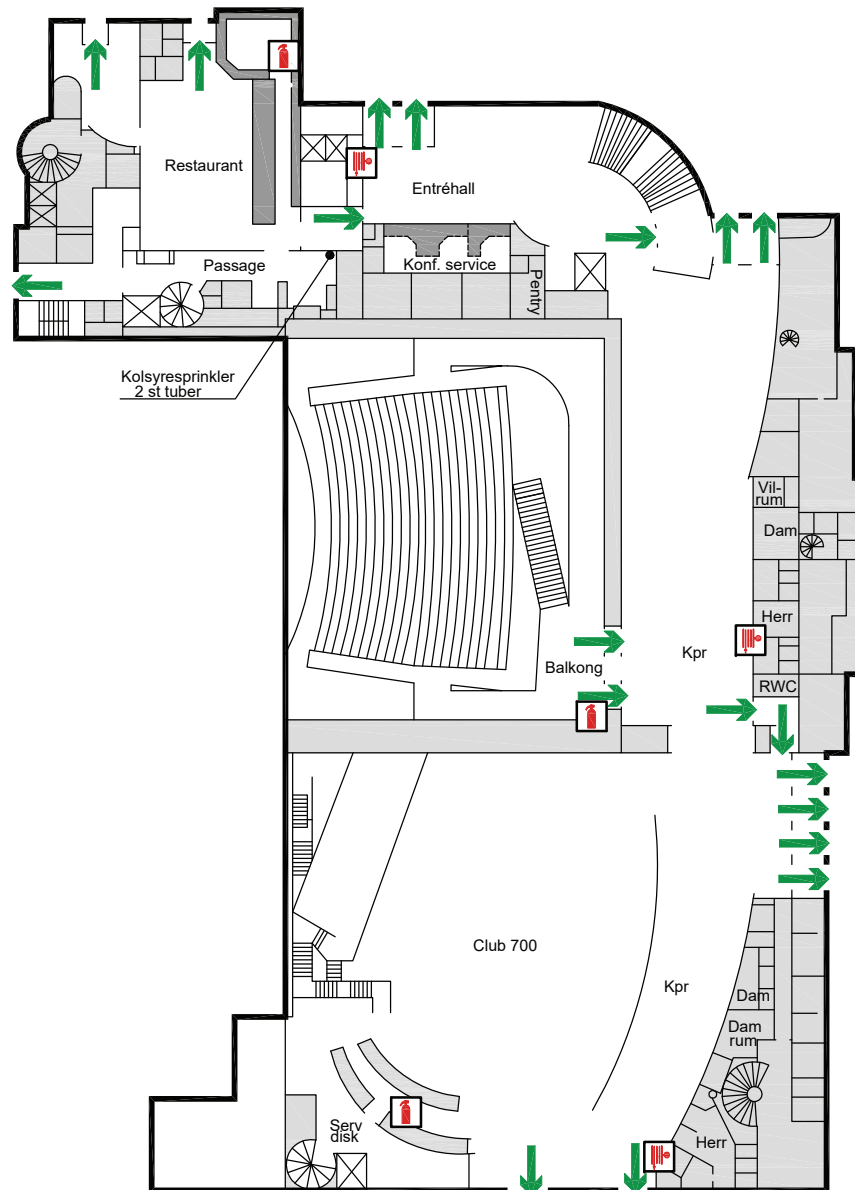 Restaurant
Entréhall
Passage
Konf. service
Pentry
Kolsyresprinkler
2 st tuber
Vil-
rum
Dam
Herr
Balkong
Kpr
RWC
Club 700
Kpr
Dam
Dam
rum
Serv
disk
Herr